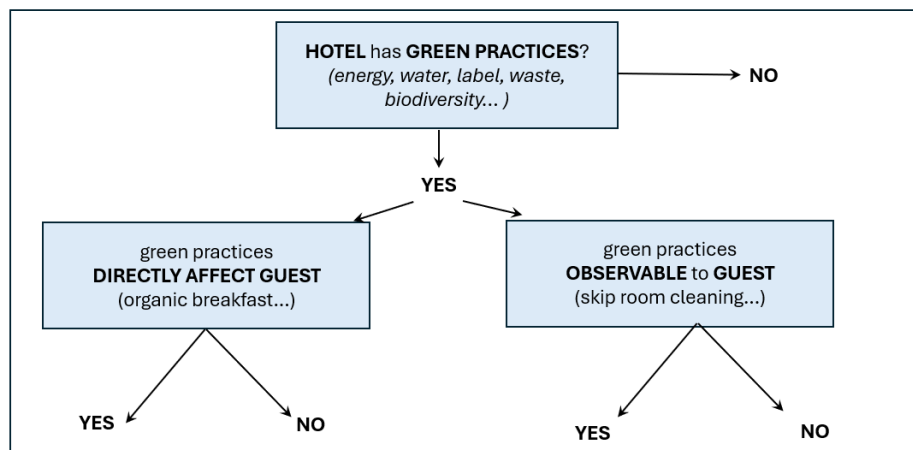 HOTEL has GREEN PRACTICES?
(energy, water, label, waste,
biodiversity... )
NO
YES
green practices
DIRECTLY AFFECT GUEST
(organic breakfast...)
green practices
OBSERVABLE to GUEST
(skip room cleaning...)
YES
NO
YES
NO